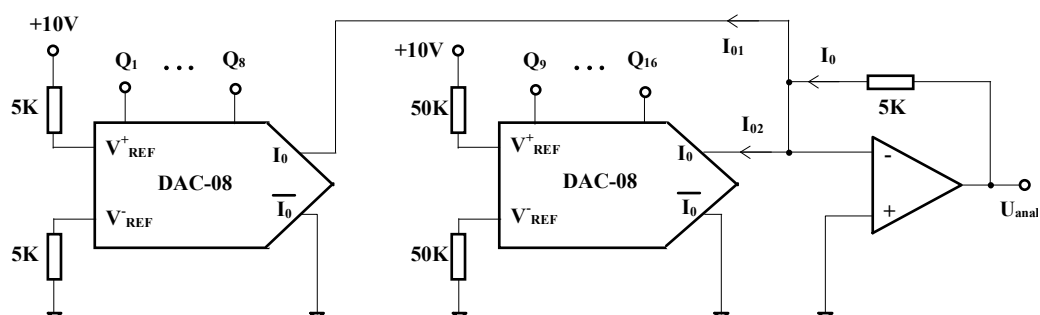 +10V
Q1 ... Q8
5K
V+REF
I0
DAC-08
V-REF
I0
5K
+10V
Q9 ... Q16
50K
V+REF
I0
DAC-08
V-REF
I0
50K
I01
I0
5K
I02
-
+
Uanal